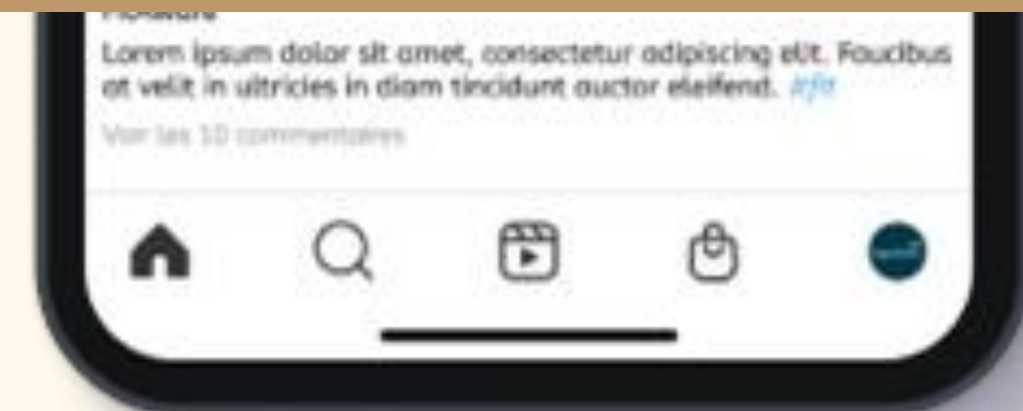 Lorem ipsum dolor sit amet, consectetur adipiscing elit. Faucibus
at velit in ultricies in diam tincidunt auctor eleifend. #fit
Voir les 10 commentaires